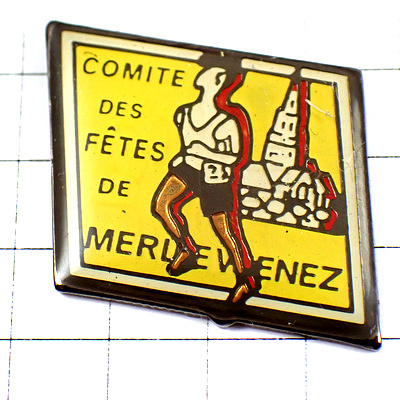 COMITE
DES
FÊTES
DE
MERLEVENEZ